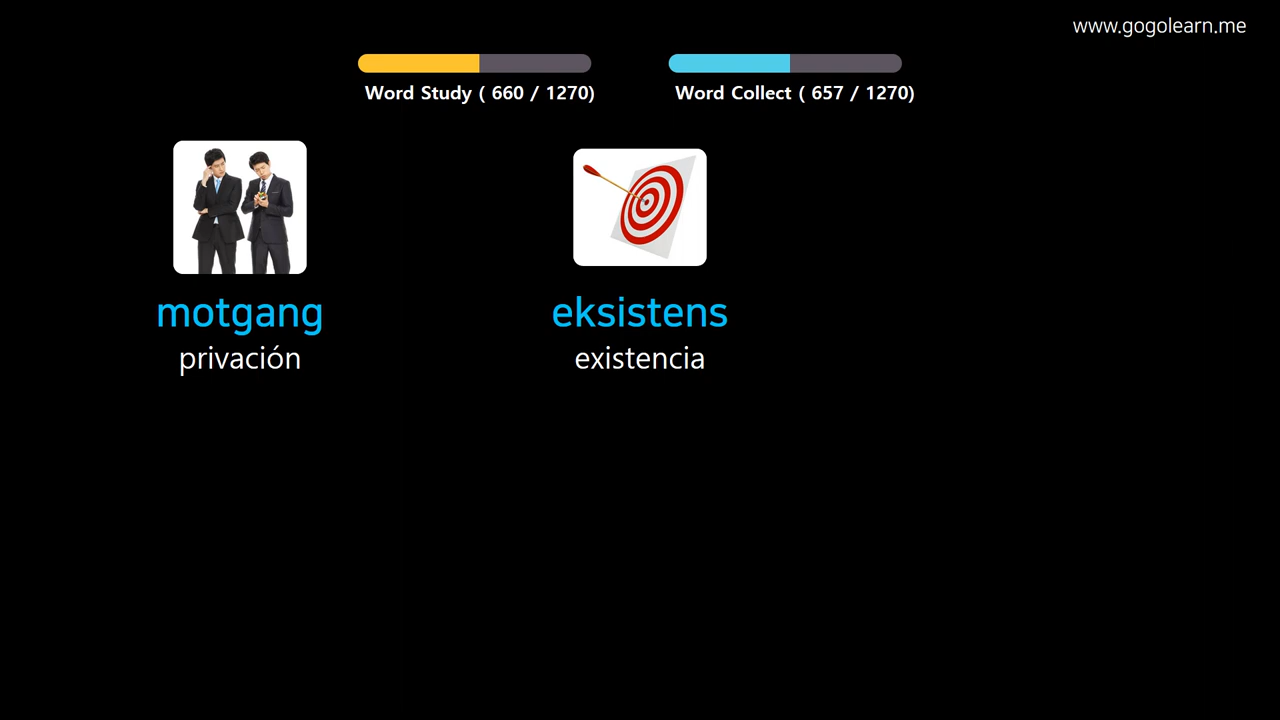 www.gogolearn.me
Word Study ( 660 / 1270)
Word Collect ( 657 / 1270)
motgang
privación
eksistens
existencia